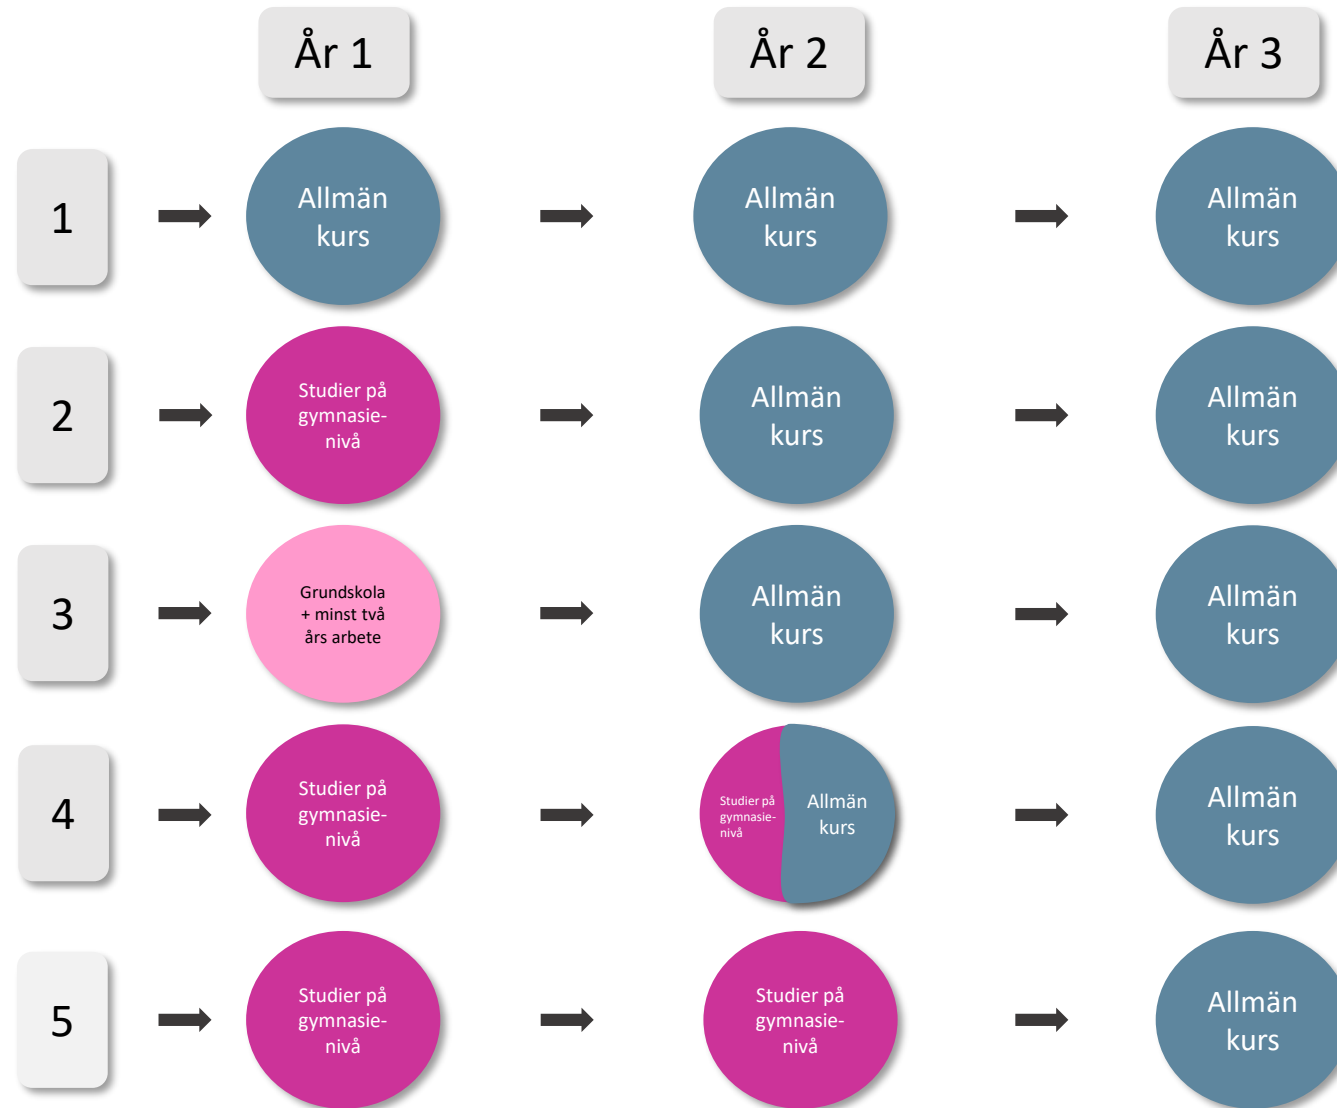 År 1
År 2
År 3
1
Allmän
kurs
Allmän
kurs
Allmän
kurs
2
Studier på
gymnasie-
nivå
Allmän
kurs
Allmän
kurs
3
Grundskola
+ minst två
års arbete
Allmän
kurs
Allmän
kurs
4
Studier på
gymnasie-
nivå
Studier på
gymnasie-
nivå
Allmän
kurs
Allmän
kurs
5
Studier på
gymnasie-
nivå
Studier på
gymnasie-
nivå
Allmän
kurs